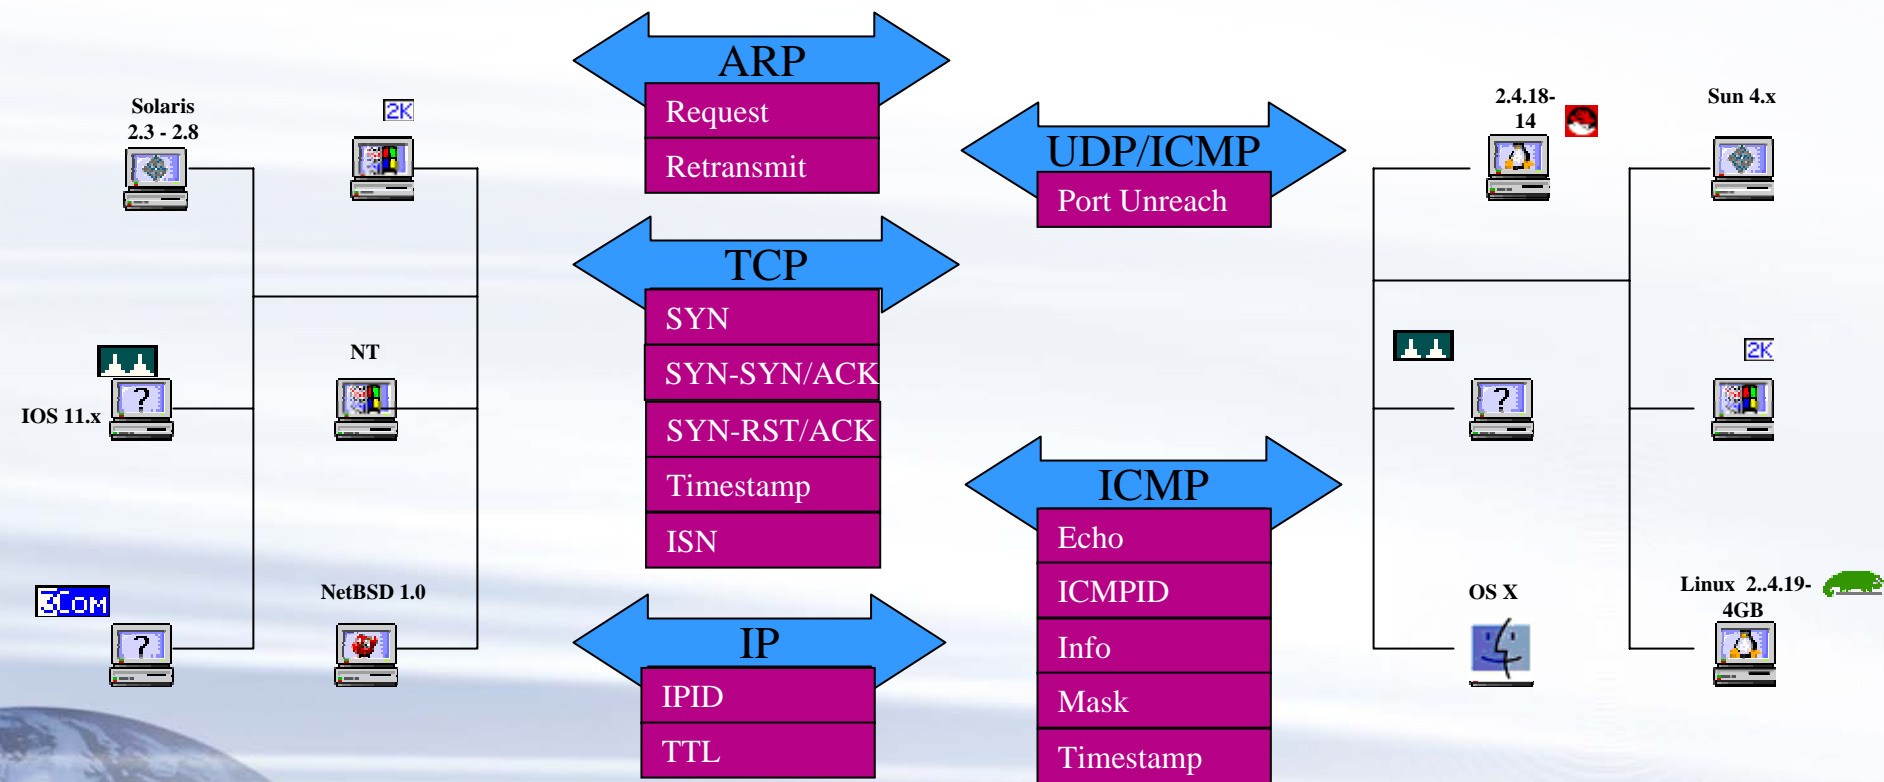 Solaris
2.3 - 2.8
2K
IOS 11.x
?
NT
3Com
?
NetBSD 1.0
ARP
Request
Retransmit
TCP
SYN
SYN-SYN/ACK
SYN-RST/ACK
Timestamp
ISN
IP
IPID
TTL
UDP/ICMP
Port Unreach
ICMP
Echo
ICMPID
Info
Mask
Timestamp
2.4.18-
14
Sun 4.x
?
2K
OS X
Linux 2..4.19-
4GB